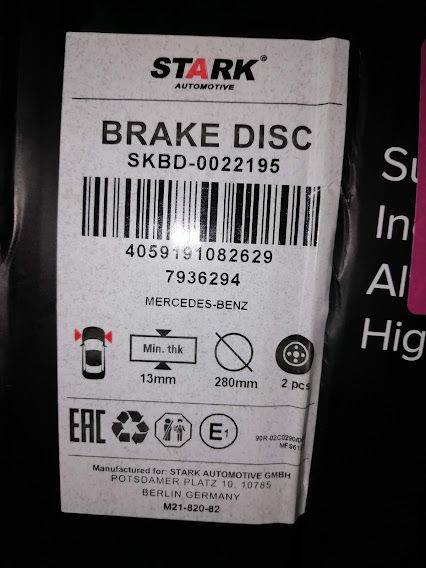 STARK®
AUTOMOTIVE
BRAKE DISC
SKBD-0022195
4059191082629
7936294
MERCEDES-BENZ
Min. thk
13mm
280mm
2 pcs
EAC
E1
Manufactured for: STARK AUTOMOTIVE GMBH
POTSDAMER PLATZ 10, 10785
BERLIN GERMANY
M21-820-82
In
Al
Hig